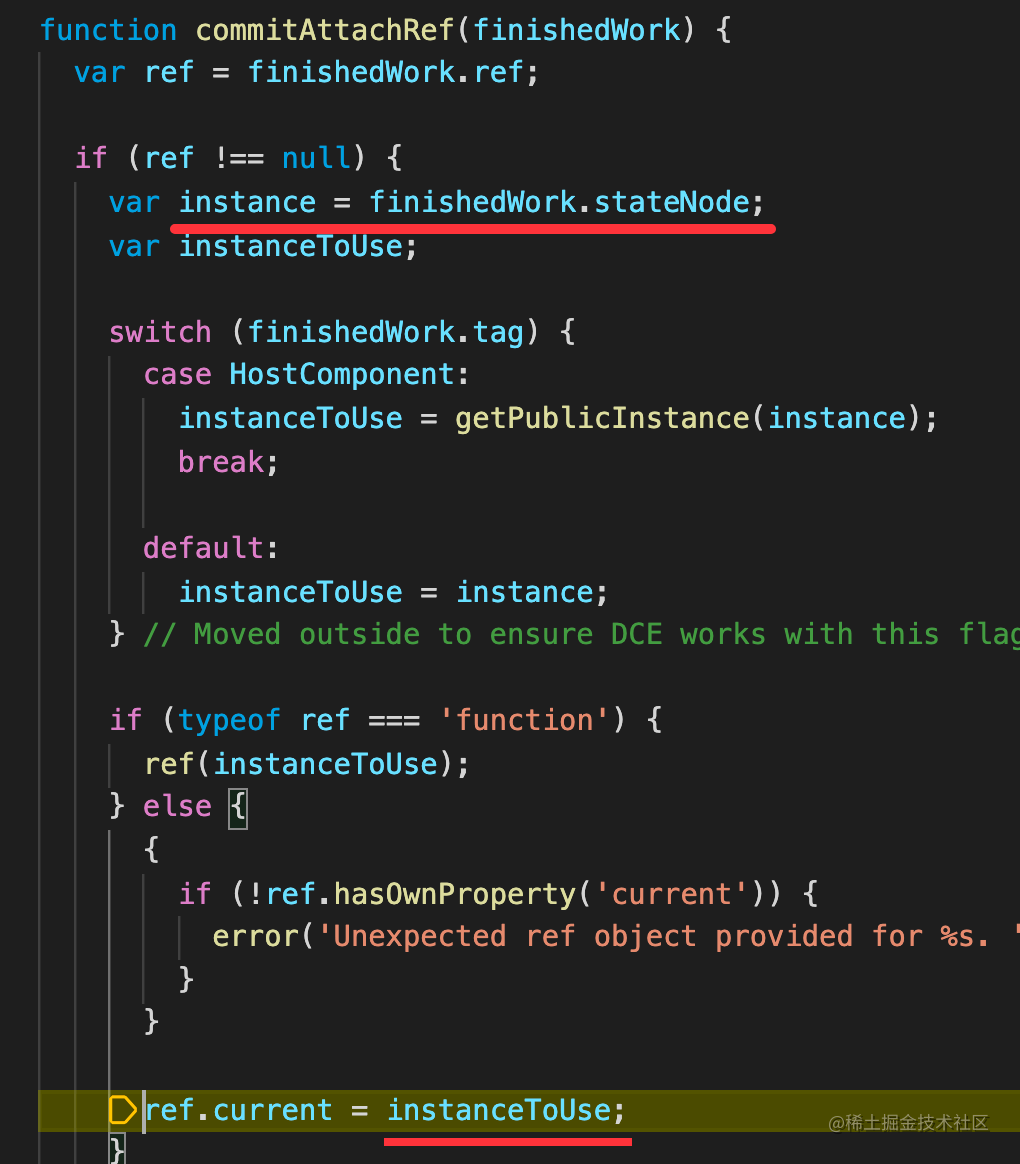 function commitAttachRef(finishedWork) {
var ref = finishedWork.ref;
if (ref !== null) {
var instance = finishedWork.stateNode;
var instanceToUse;
switch (finishedWork.tag) {
case HostComponent:
instanceToUse = getPublicInstance(instance);
break;
default:
instanceToUse = instance;
} // Moved outside to ensure DCE works with this flag
if (typeof ref === 'function') {
ref(instanceToUse);
} else {
{
if (!ref.hasOwnProperty('current')) {
error('Unexpected ref object provided for %s. '
}
}
ref.current = instanceToUse;
@稀土掘金技术社区
}